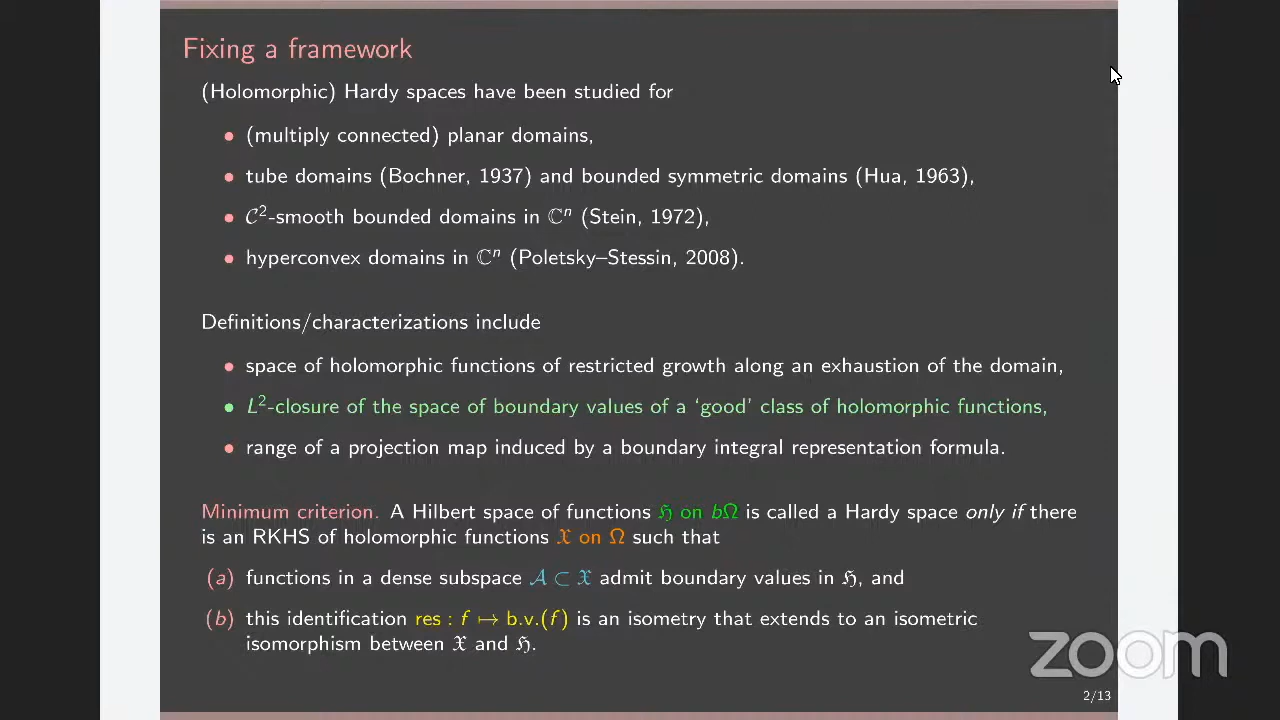 Fixing a framework
(Holomorphic) Hardy spaces have been studied for
• (multiply connected) planar domains,
• tube domains (Bochner, 1937) and bounded symmetric domains (Hua, 1963),
• 𝒞²-smooth bounded domains in ℂⁿ (Stein, 1972),
• hyperconvex domains in ℂⁿ (Poletsky–Stessin, 2008).
Definitions/characterizations include
• space of holomorphic functions of restricted growth along an exhaustion of the domain,
• L²-closure of the space of boundary values of a ‘good’ class of holomorphic functions,
• range of a projection map induced by a boundary integral representation formula.
Minimum criterion. A Hilbert space of functions ℌ on bΩ is called a Hardy space only if there
is an RKHS of holomorphic functions 𝔛 on Ω such that
(a) functions in a dense subspace 𝒜 ⊂ 𝔛 admit boundary values in ℌ, and
(b) this identification res : f ↦ b.v.(f) is an isometry that extends to an isometric
isomorphism between 𝔛 and ℌ.
zoom
2/13